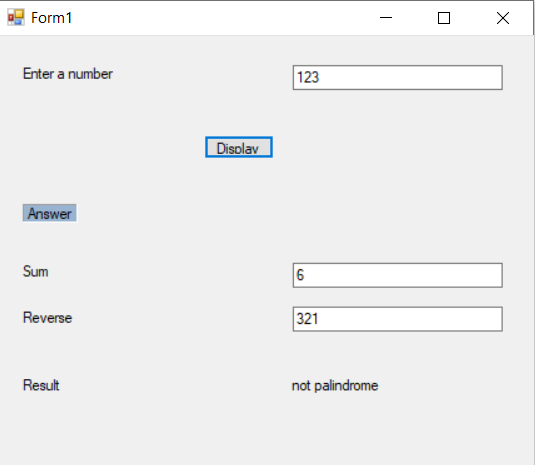 Form1
Enter a number 123
Display
Answer
Sum 6
Reverse 321
Result not palindrome